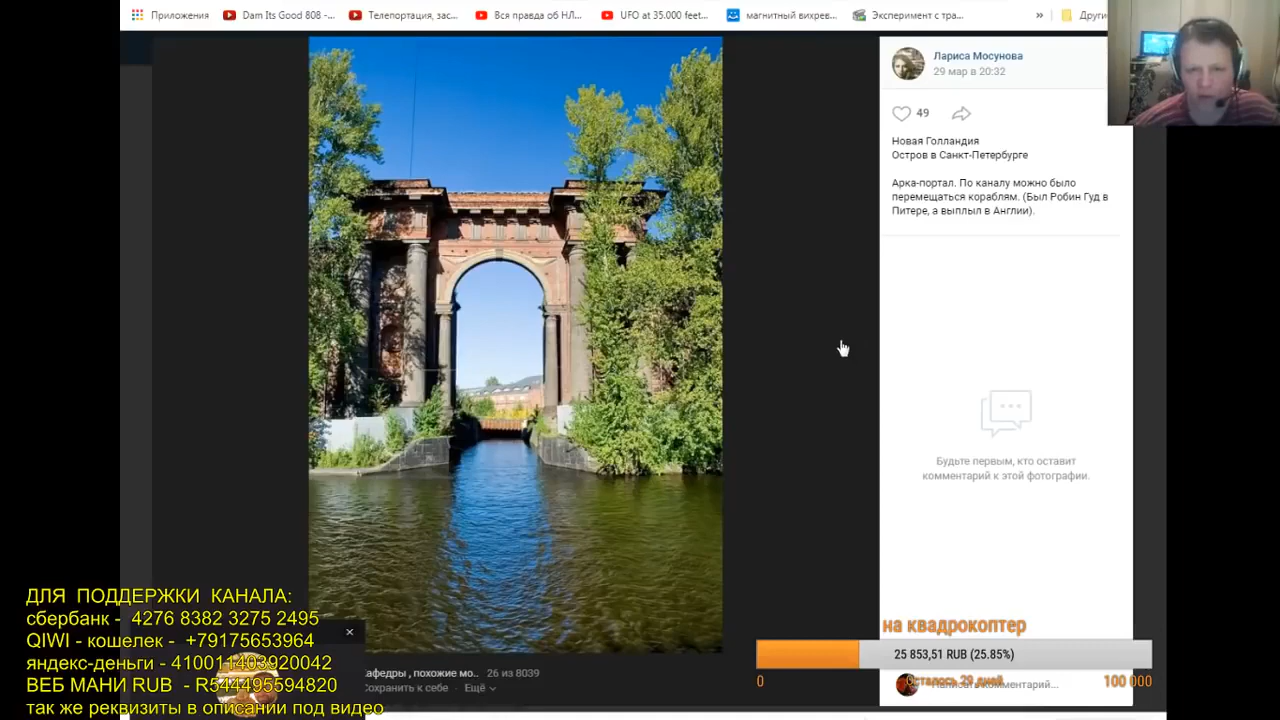 Приложения
Dam Its Good 808 -...
Телепортация, зас...
Вся правда об НЛ...
UFO at 35.000 feet...
магнитный вихрев...
Эксперимент с тра...
»
Други
Лариса Мосунова
29 мар в 20:32
49
Новая Голландия
Остров в Санкт-Петербурге
Арка-портал. По каналу можно было
перемещаться кораблям. (Был Робин Гуд в
Питере, а выплыл в Англии).
Будьте первым, кто оставит
комментарий к этой фотографии.
ДЛЯ ПОДДЕРЖКИ КАНАЛА:
сбербанк - 4276 8382 3275 2495
QIWI - кошелек - +79175653964
яндекс-деньги - 410011403920042
ВЕБ МАНИ RUB - R544495594820
так же реквизиты в описании под видео
афедры , похожие мо.. 26 из 8039
Сохранить к себе · Ещё
на квадрокоптер
25 853,51 RUB (25.85%)
0
Осталось 29 дней
100 000
Написать комментарий...